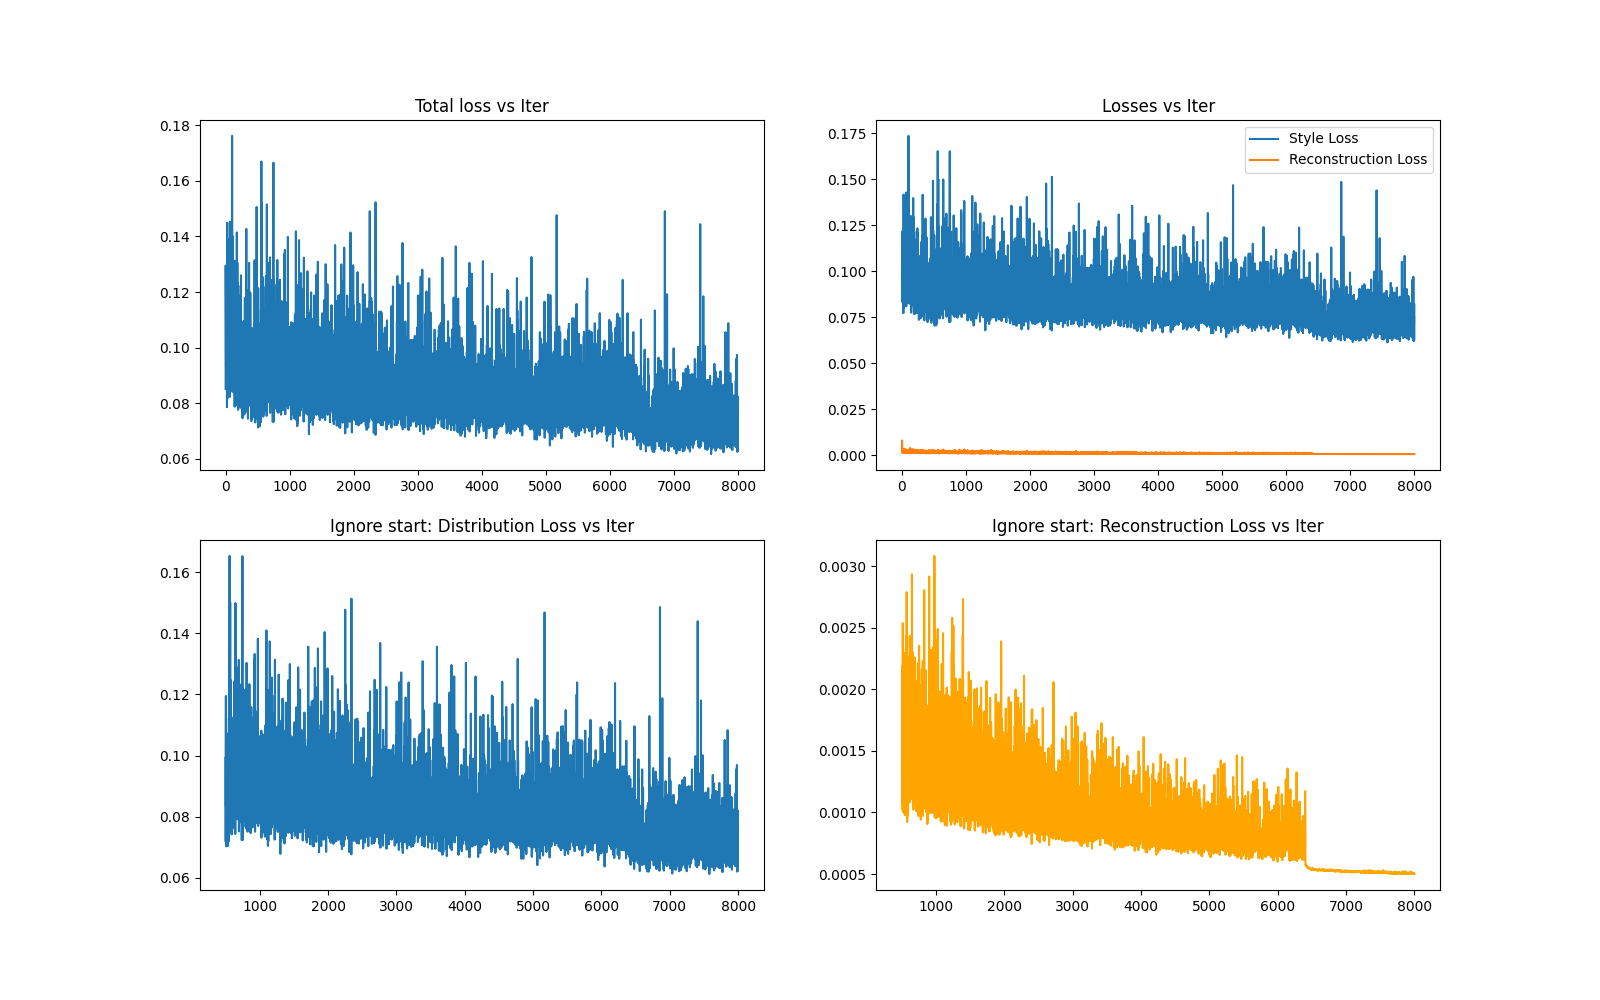 Total loss vs Iter
0.18
0.16
0.14
0.12
0.10
0.08
0.06
0 1000 2000 3000 4000 5000 6000 7000 8000
Losses vs Iter
Style Loss
Reconstruction Loss
0.175
0.150
0.125
0.100
0.075
0.050
0.025
0.000
0 1000 2000 3000 4000 5000 6000 7000 8000
Ignore start: Distribution Loss vs Iter
0.16
0.14
0.12
0.10
0.08
0.06
1000 2000 3000 4000 5000 6000 7000 8000
Ignore start: Reconstruction Loss vs Iter
0.0030
0.0025
0.0020
0.0015
0.0010
0.0005
1000 2000 3000 4000 5000 6000 7000 8000